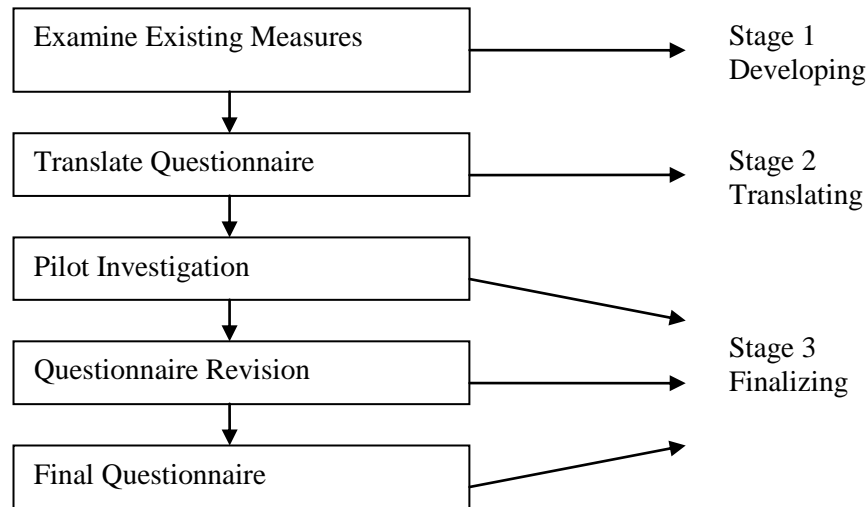 Examine Existing Measures
Stage 1
Developing
Translate Questionnaire
Stage 2
Translating
Pilot Investigation
Questionnaire Revision
Stage 3
Finalizing
Final Questionnaire